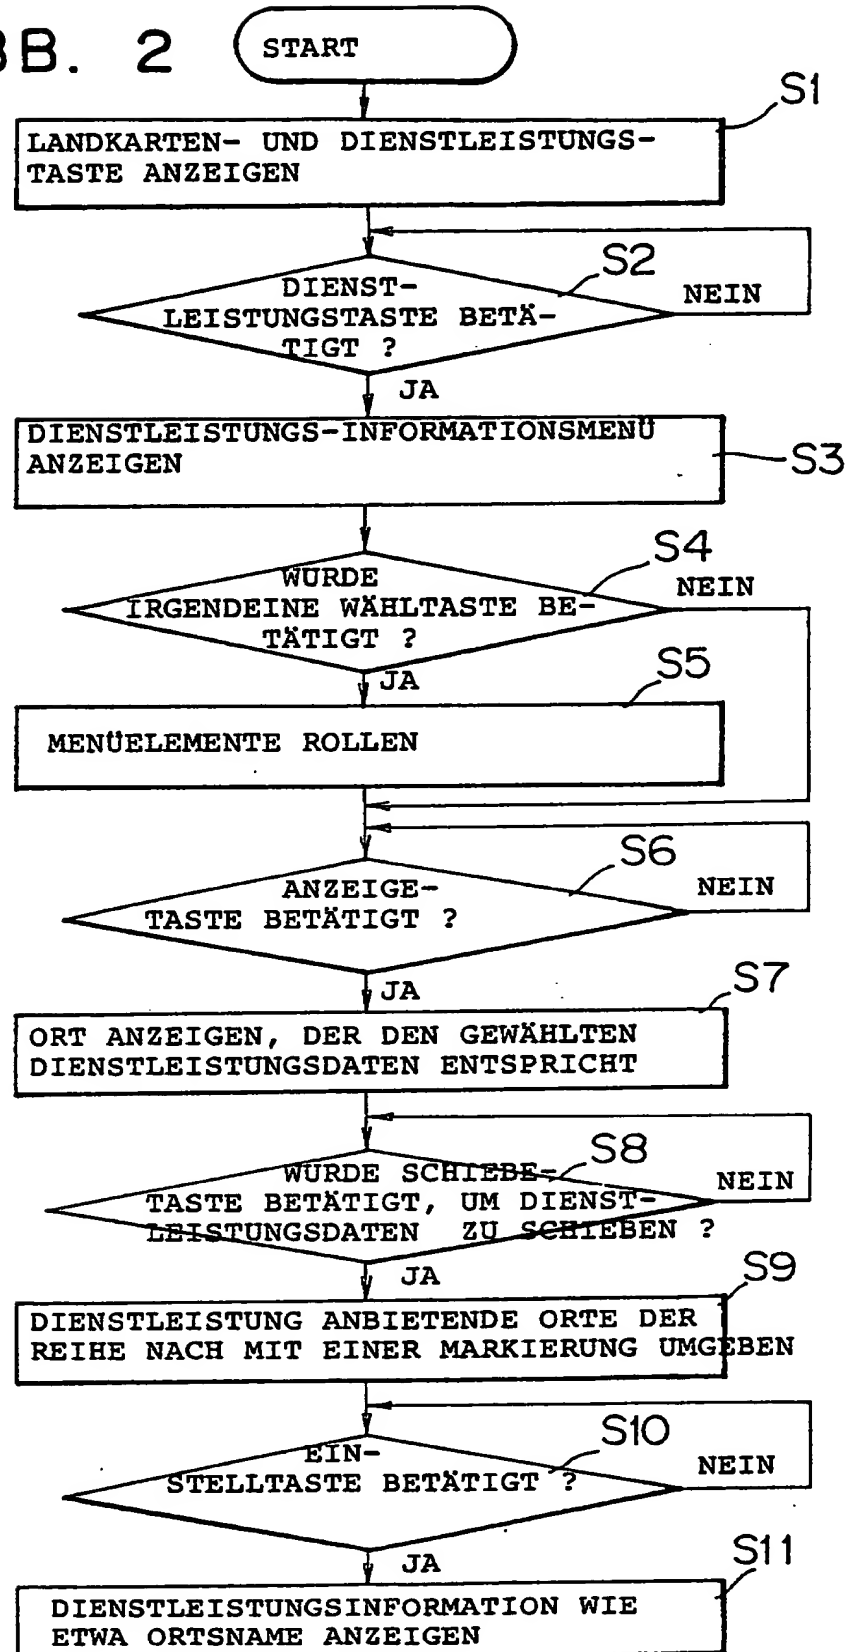 BB. 2
START
S1
LANDKARTEN- UND DIENSTLEISTUNGS-
TASTE ANZEIGEN
S2
DIENST-
LEISTUNGSTASTE BETÄ-
TIGT ?
NEIN
JA
DIENSTLEISTUNGS-INFORMATIONSMENÜ
ANZEIGEN
S3
S4
WURDE
IRGENDEINE WÄHLTASTE BE-
TÄTIGT ?
NEIN
JA
S5
MENÜELEMENTE ROLLEN
S6
ANZEIGE-
TASTE BETÄTIGT ?
NEIN
JA
S7
ORT ANZEIGEN, DER DEN GEWÄHLTEN
DIENSTLEISTUNGSDATEN ENTSPRICHT
S8
WURDE SCHIEBE-
TASTE BETÄTIGT, UM DIENST-
LEISTUNGSDATEN ZU SCHIEBEN ?
NEIN
JA
S9
DIENSTLEISTUNG ANBIETENDE ORTE DER
REIHE NACH MIT EINER MARKIERUNG UMGEBEN
S10
EIN-
STELLTASTE BETÄTIGT ?
NEIN
JA
S11
DIENSTLEISTUNGSINFORMATION WIE
ETWA ORTSNAME ANZEIGEN